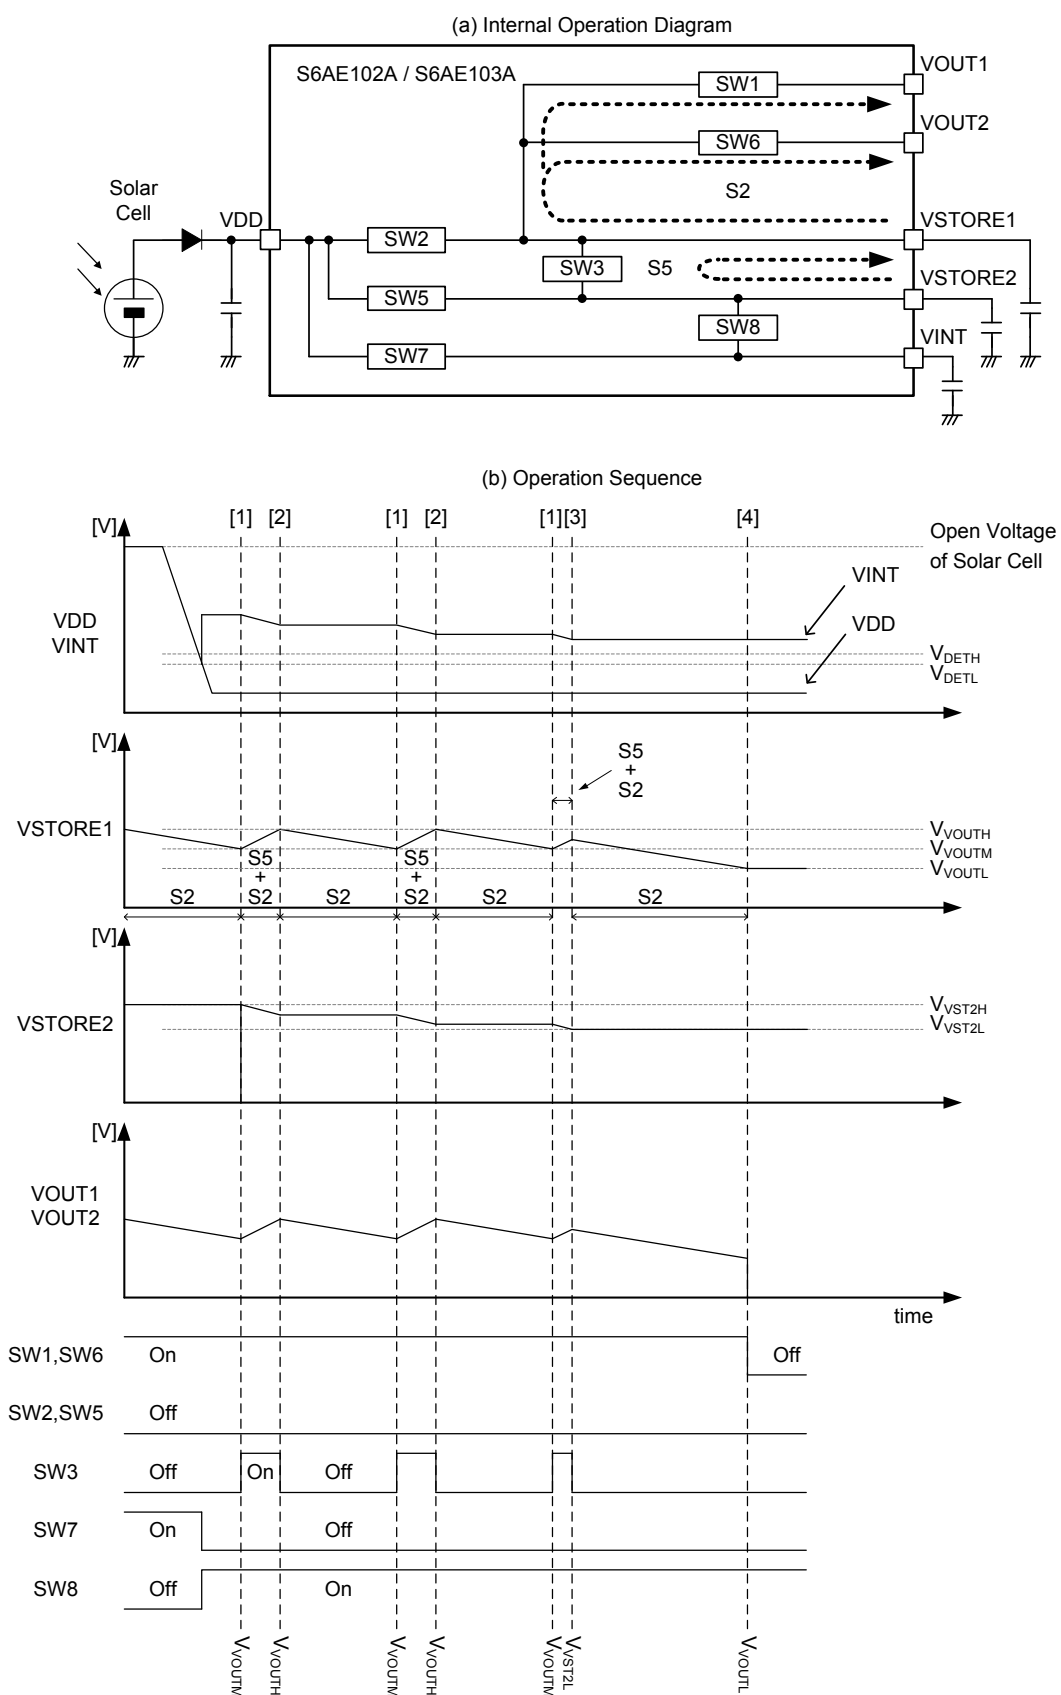 (a) Internal Operation Diagram
S6AE102A / S6AE103A
VOUT1
SW1
VOUT2
SW6
Solar
Cell
S2
VDD
VSTORE1
SW2
SW3
S5
VSTORE2
SW5
SW8
VINT
SW7
(b) Operation Sequence
[V]
[1] [2] [1] [2] [1] [3] [4]
Open Voltage
of Solar Cell
VINT
VDD
VINT
VDD
VDETH
VDETL
[V]
S5
+
S2
VSTORE1
VVOUTH
VVOUTM
VVOUTL
S5
+
S2
S5
+
S2
S2
S2
S2
S2
[V]
VSTORE2
VVST2H
VVST2L
[V]
VOUT1
VOUT2
time
SW1,SW6 On Off
SW2,SW5 Off
SW3 Off On Off
SW7 On Off
SW8 Off On
VVOUTM
VVOUTH
VVOUTM
VVOUTH
VVOUTM
VVST2L
VVOUTL